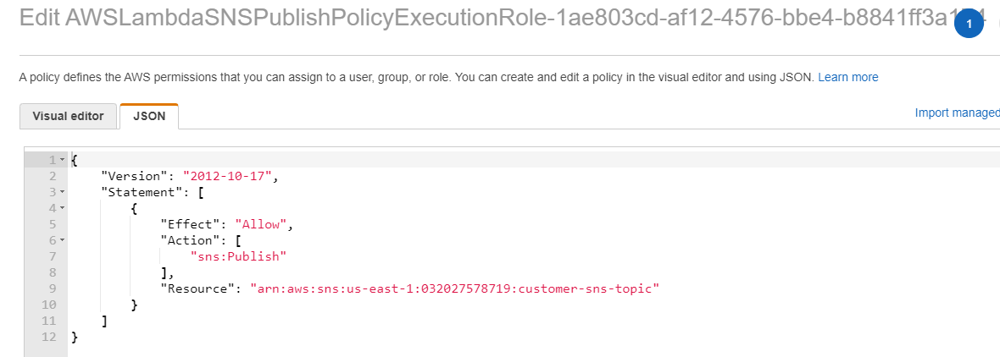 Edit AWSLambdaSNSPublishPolicyExecutionRole-1ae803cd-af12-4576-bbe4-b8841ff3a
1
A policy defines the AWS permissions that you can assign to a user, group, or role. You can create and edit a policy in the visual editor and using JSON. Learn more
Visual editor JSON Import managed
1 {
2 "Version": "2012-10-17",
3 "Statement": [
4 {
5 "Effect": "Allow",
6 "Action": [
7 "sns:Publish"
8 ],
9 "Resource": "arn:aws:sns:us-east-1:032027578719:customer-sns-topic"
10 }
11 ]
12 }